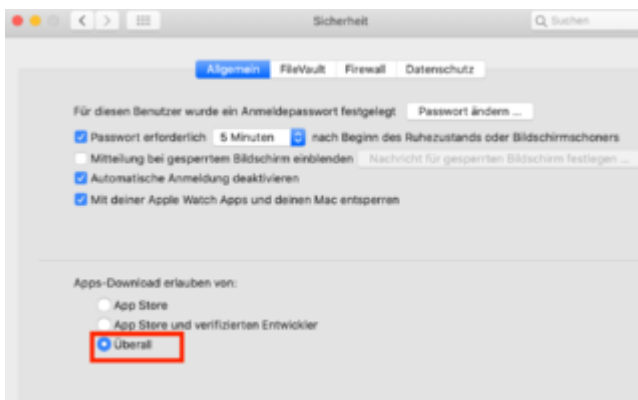 Sicherheit
Suchen
Allgemein FileVault Firewall Datenschutz
Für diesen Benutzer wurde ein Anmeldepasswort festgelegt Passwort ändern ...
Passwort erforderlich 5 Minuten nach Beginn des Ruhezustands oder Bildschirmschoners
Mitteilung bei gesperrtem Bildschirm einblenden Nachricht für gesperrten Bildschirm festlegen ...
Automatische Anmeldung deaktivieren
Mit deiner Apple Watch Apps und deinen Mac entsperren
Apps-Download erlauben von:
App Store
App Store und verifizierten Entwickler
Überall